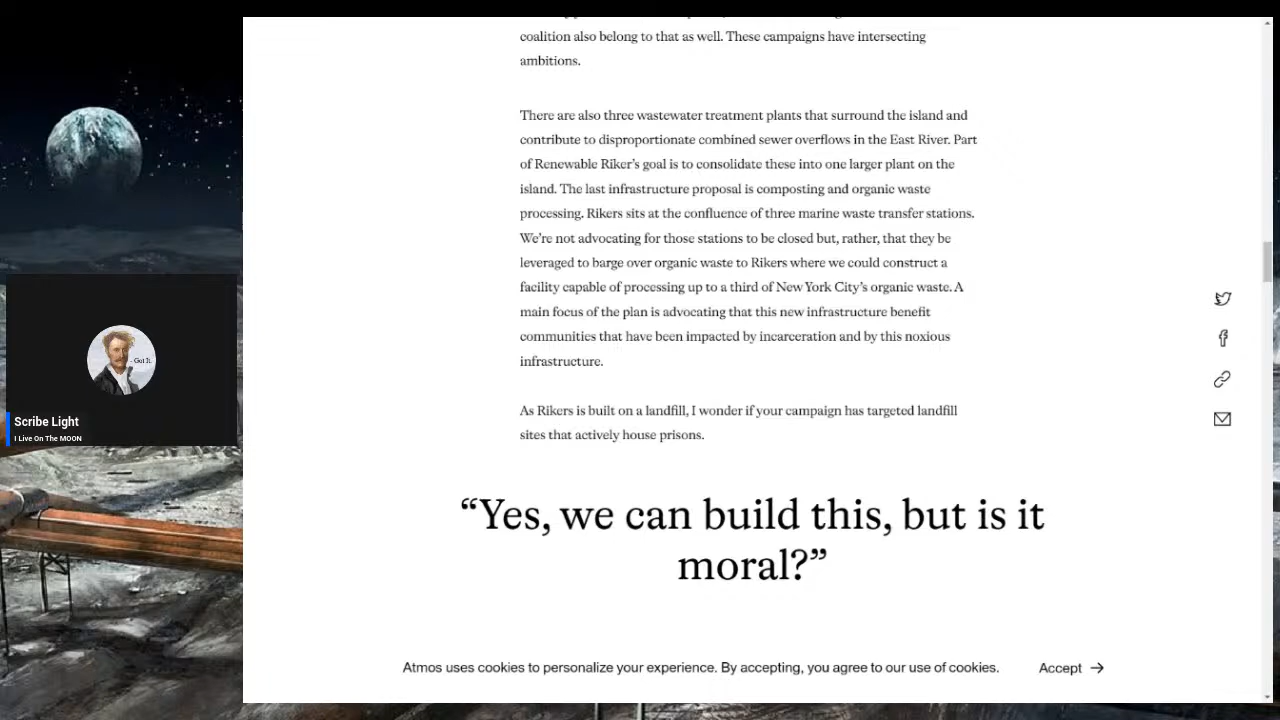 coalition also belong to that as well. These campaigns have intersecting
ambitions.
There are also three wastewater treatment plants that surround the island and
contribute to disproportionate combined sewer overflows in the East River. Part
of Renewable Riker’s goal is to consolidate these into one larger plant on the
island. The last infrastructure proposal is composting and organic waste
processing. Rikers sits at the confluence of three marine waste transfer stations.
We’re not advocating for those stations to be closed but, rather, that they be
leveraged to barge over organic waste to Rikers where we could construct a
facility capable of processing up to a third of New York City’s organic waste. A
main focus of the plan is advocating that this new infrastructure benefit
communities that have been impacted by incarceration and by this noxious
infrastructure.
As Rikers is built on a landfill, I wonder if your campaign has targeted landfill
sites that actively house prisons.
“Yes, we can build this, but is it
moral?”
Atmos uses cookies to personalize your experience. By accepting, you agree to our use of cookies.
Accept →
- Got It.
Scribe Light
I Live On The MOON